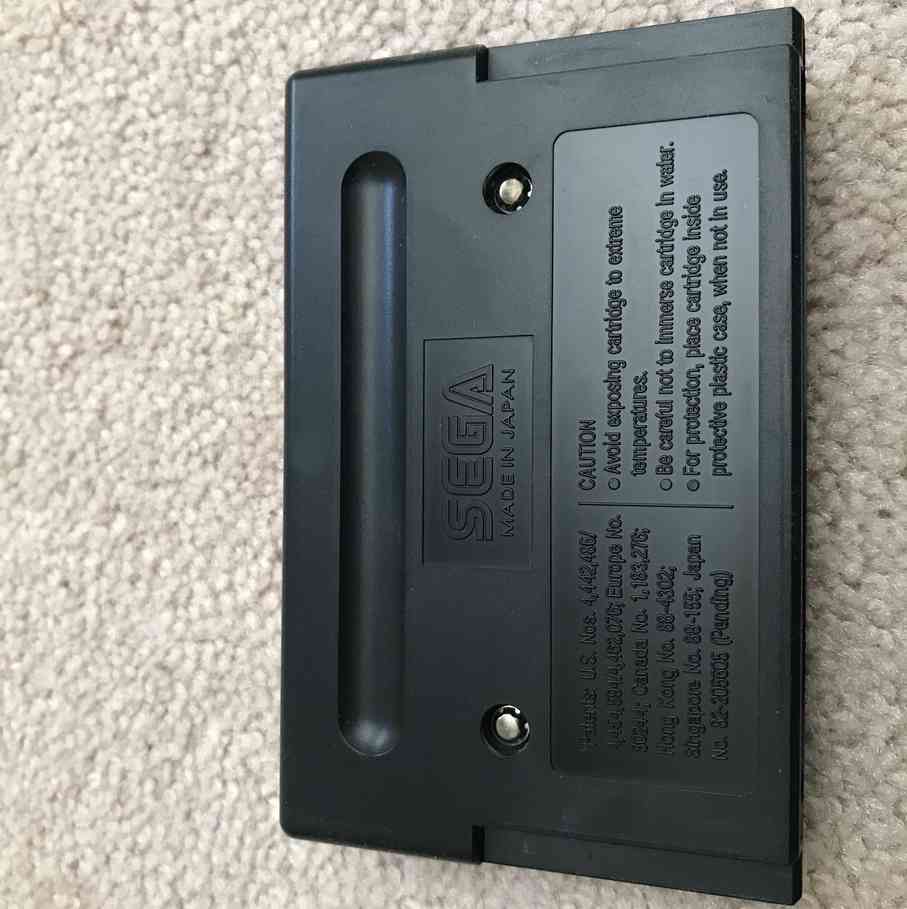 SEGA
MADE IN JAPAN
Patents: U.S. Nos. 4,442,486/
4,454,594/4,462,076; Europe No.
80244; Canada No. 1,183,276;
Hong Kong No. 88-4302;
Singapore No. 88-155; Japan
No. 82-205605 (Pending)
CAUTION
● Avoid exposing cartridge to extreme
temperatures.
● Be careful not to immerse cartridge in water.
● For protection, place cartridge inside
protective plastic case, when not in use.